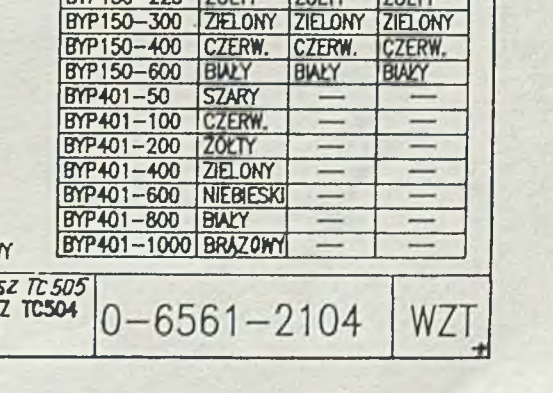 BYP150-300 ZIELONY ZIELONY ZIELONY
BYP150-400 CZERW. CZERW. CZERW.
BYP150-600 BIAŁY BIAŁY BIAŁY
BYP401-50 SZARY — —
BYP401-100 CZERW. — —
BYP401-200 ŻÓŁTY — —
BYP401-400 ZIELONY — —
BYP401-600 NIEBIESKI — —
BYP401-800 BIAŁY — —
BYP401-1000 BRĄZOWY — —
SZ TC505
Z TC504
0-6561-2104 WZT